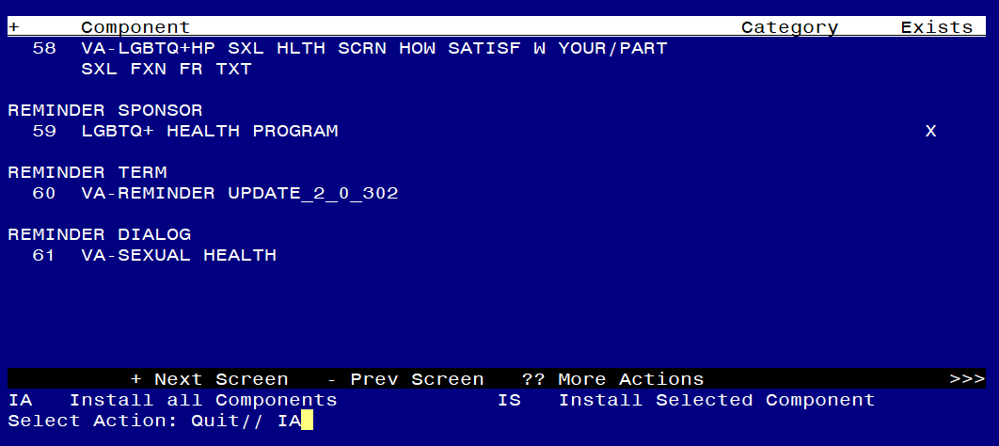 + Component Category Exists
58 VA-LGBTQ+HP SXL HLTH SCRN HOW SATISF W YOUR/PART
SXL FXN FR TXT
REMINDER SPONSOR
59 LGBTQ+ HEALTH PROGRAM X
REMINDER TERM
60 VA-REMINDER UPDATE_2_0_302
REMINDER DIALOG
61 VA-SEXUAL HEALTH
+ Next Screen - Prev Screen ?? More Actions >>>
IA Install all Components IS Install Selected Component
Select Action: Quit// IA